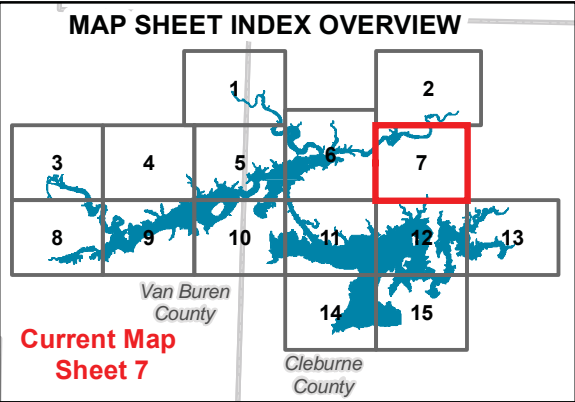 MAP SHEET INDEX OVERVIEW
1
2
3
4
5
6
7
8
9
10
11
12
13
Van Buren
County
14
15
Current Map
Sheet 7
Cleburne
County